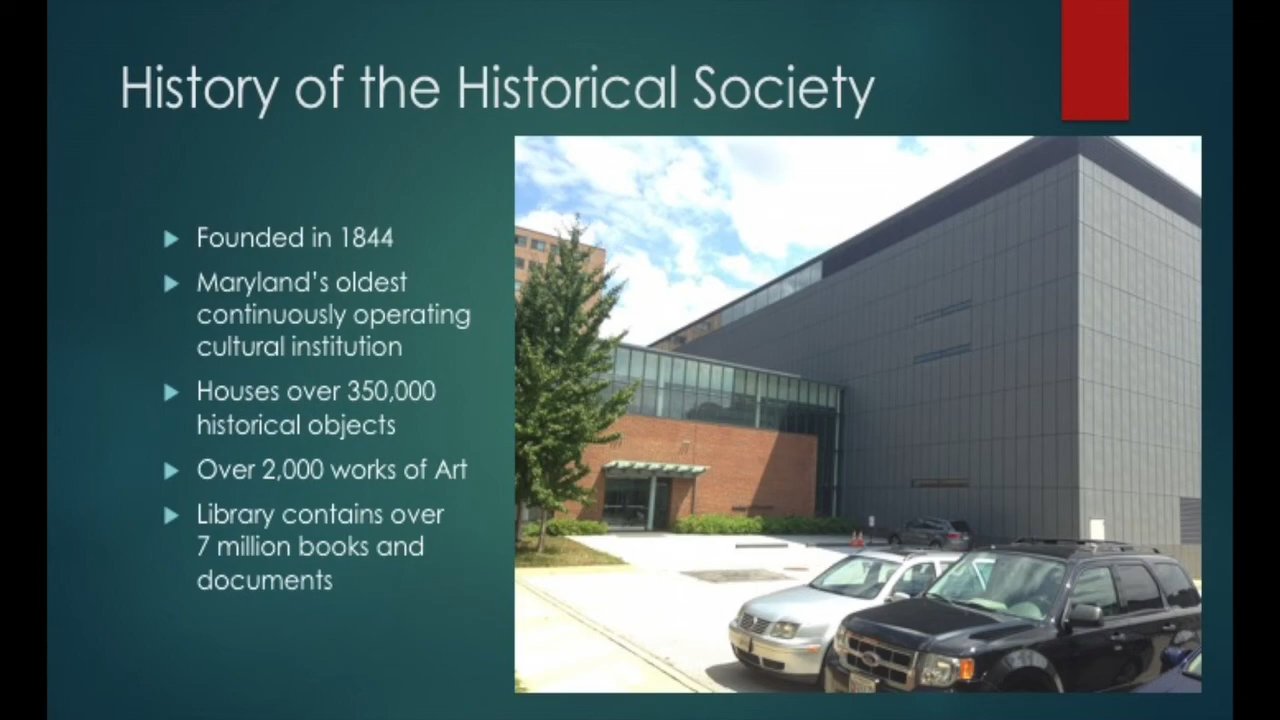 History of the Historical Society
Founded in 1844
Maryland's oldest
continuously operating
cultural institution
Houses over 350,000
historical objects
Over 2,000 works of Art
Library contains over
7 million books and
documents